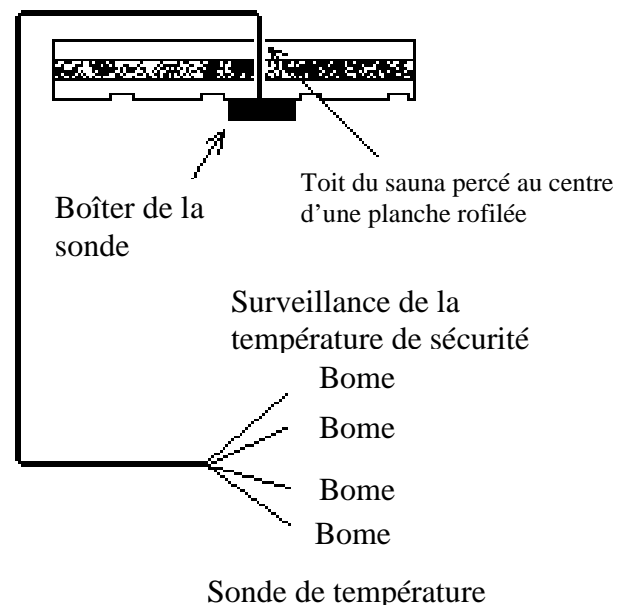 Toit du sauna percé au centre
d’une planche rofilée
Boîter de la
sonde
Surveillance de la
température de sécurité
Bome
Bome
Bome
Bome
Sonde de température